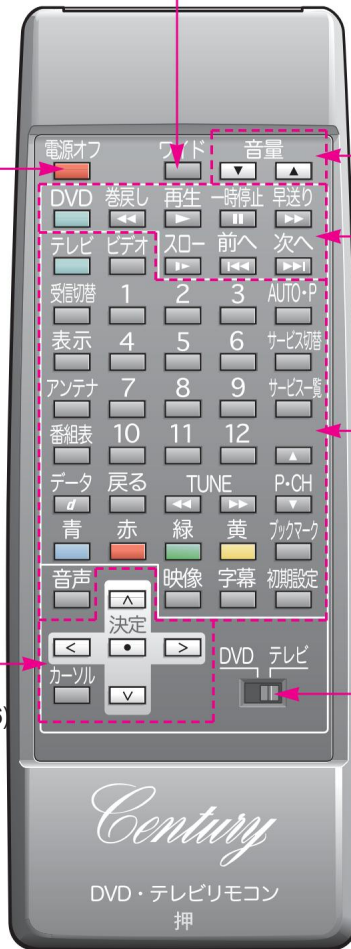 電源オフ ワイド 音量
▼ ▲
DVD 巻戻し 再生 一時停止 早送り
テレビ ビデオ スロー 前へ 次へ
受信切替 1 2 3 AUTO・P
表示 4 5 6 サービス切替
アンテナ 7 8 9 サービス一覧
番組表 10 11 12
データ 戻る TUNE P・CH
d
青 赤 緑 黄 ブックマーク
音声 映像 字幕 初期設定
決定
カーソル
DVD テレビ
6)
Century
DVD・テレビリモコン
押